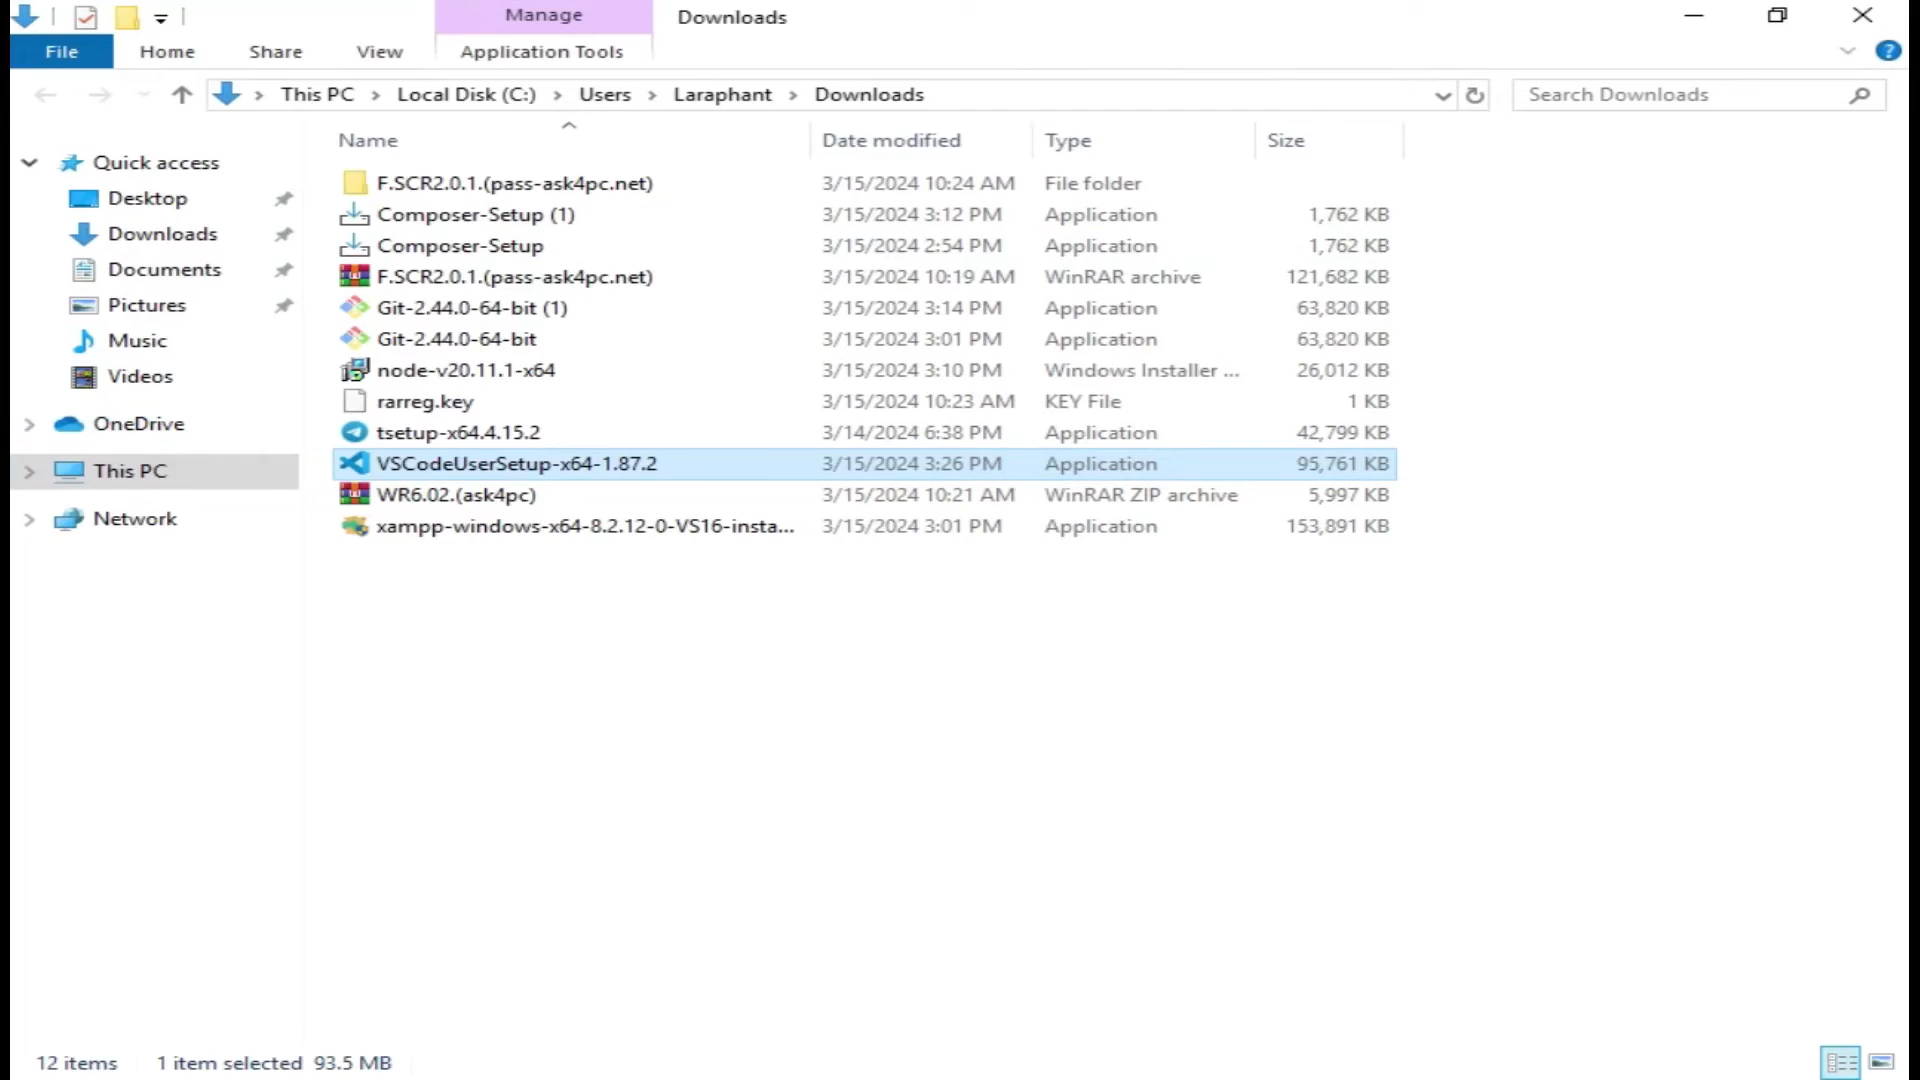 Manage
Downloads
File
Home
Share
View
Application Tools
?
This PC > Local Disk (C:) > Users > Laraphant > Downloads
Search Downloads
Name
Date modified
Type
Size
Quick access
Desktop
Downloads
Documents
Pictures
Music
Videos
OneDrive
This PC
Network
F.SCR2.0.1.(pass-ask4pc.net) 3/15/2024 10:24 AM File folder
Composer-Setup (1) 3/15/2024 3:12 PM Application 1,762 KB
Composer-Setup 3/15/2024 2:54 PM Application 1,762 KB
F.SCR2.0.1.(pass-ask4pc.net) 3/15/2024 10:19 AM WinRAR archive 121,682 KB
Git-2.44.0-64-bit (1) 3/15/2024 3:14 PM Application 63,820 KB
Git-2.44.0-64-bit 3/15/2024 3:01 PM Application 63,820 KB
node-v20.11.1-x64 3/15/2024 3:10 PM Windows Installer ... 26,012 KB
rarreg.key 3/15/2024 10:23 AM KEY File 1 KB
tsetup-x64.4.15.2 3/14/2024 6:38 PM Application 42,799 KB
VSCodeUserSetup-x64-1.87.2 3/15/2024 3:26 PM Application 95,761 KB
WR6.02.(ask4pc) 3/15/2024 10:21 AM WinRAR ZIP archive 5,997 KB
xampp-windows-x64-8.2.12-0-VS16-insta... 3/15/2024 3:01 PM Application 153,891 KB
12 items 1 item selected 93.5 MB